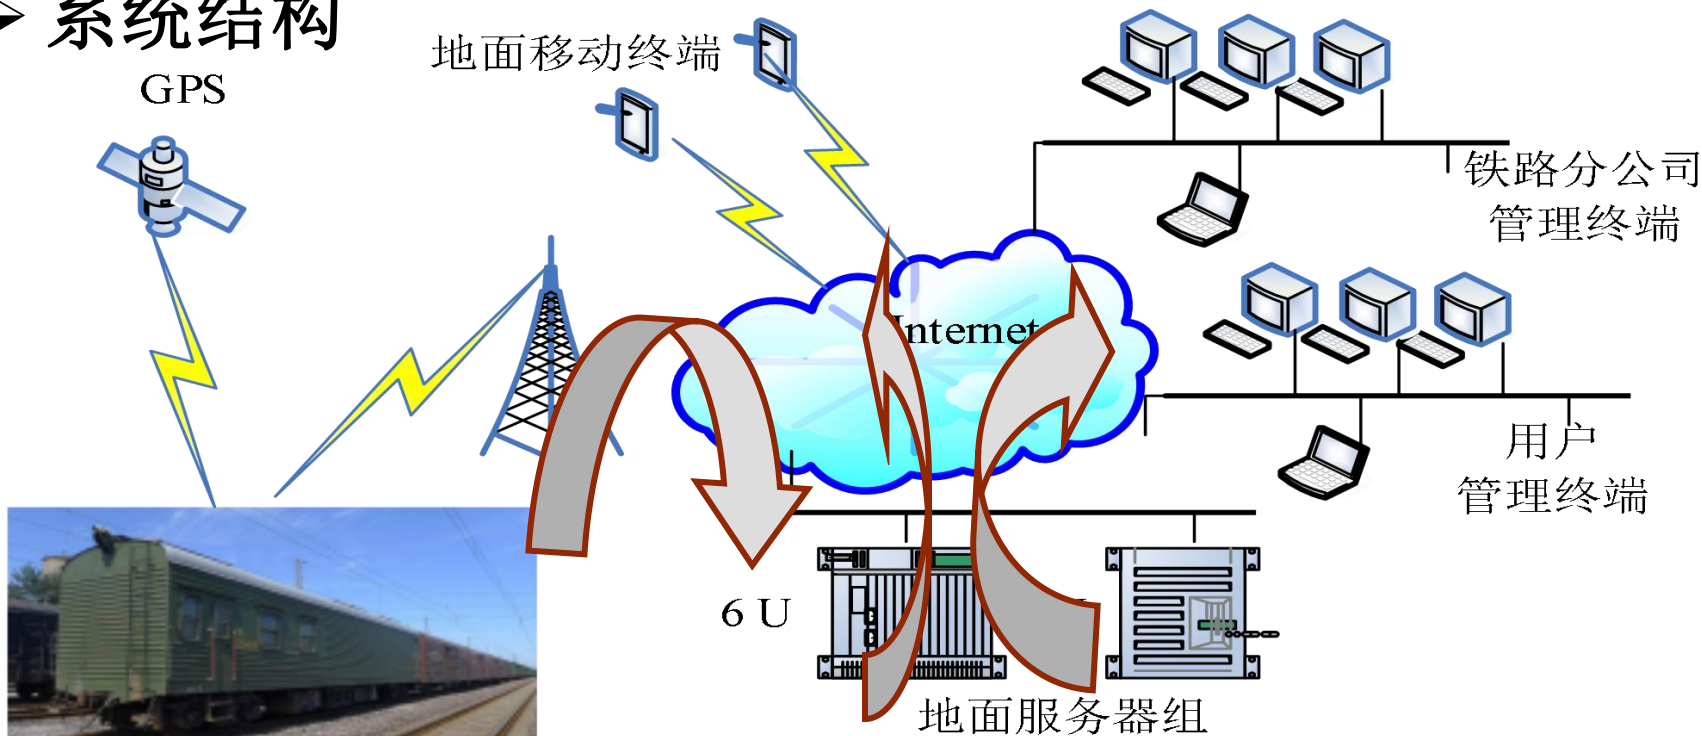 系统结构
GPS
地面移动终端
铁路分公司
管理终端
Internet
用户
管理终端
6 U
地面服务器组